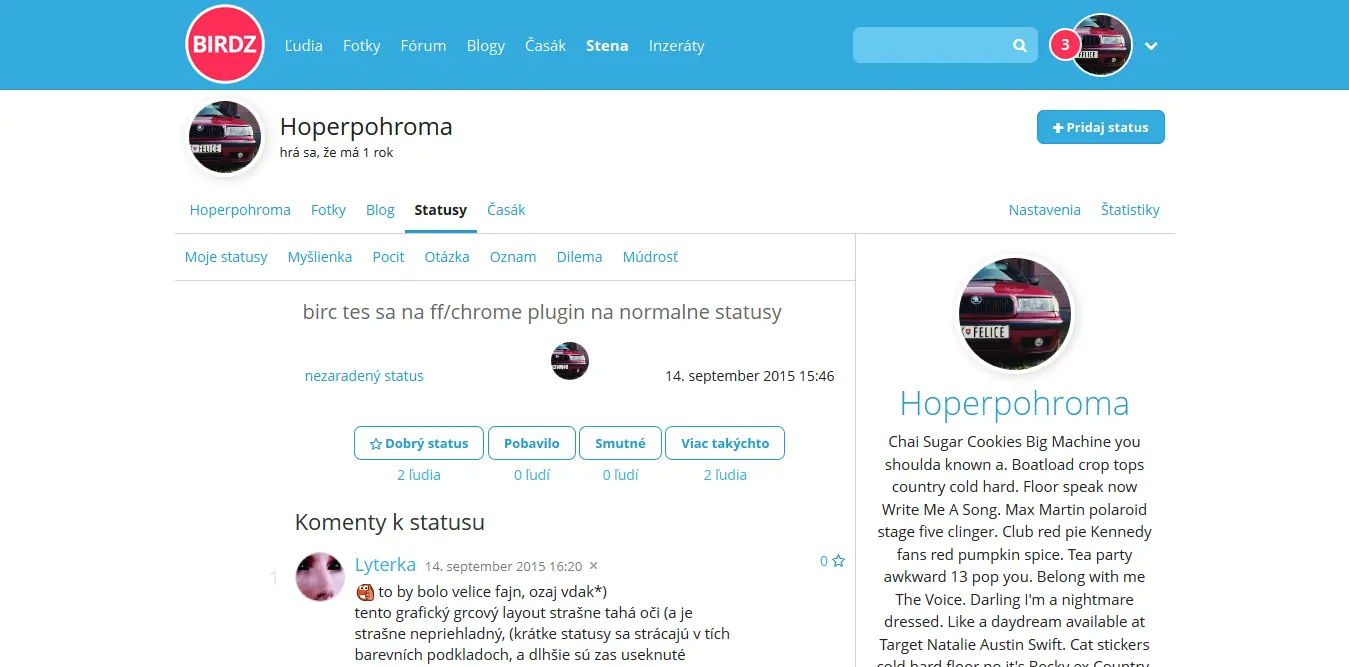 BIRDZ
Ľudia Fotky Fórum Blogy Časák Stena Inzeráty
3
Hoperpohroma
hrá sa, že má 1 rok
Pridaj status
Hoperpohroma Fotky Blog Statusy Časák
Nastavenia Štatistiky
Moje statusy Myšlienka Pocit Otázka Oznam Dilema Múdrosť
birc tes sa na ff/chrome plugin na normalne statusy
nezaradený status
14. september 2015 15:46
Dobrý status Pobavilo Smutné Viac takýchto
2 ľudia 0 ľudí 0 ľudí 2 ľudia
Komenty k statusu
1
Lyterka 14. september 2015 16:20 ×
0
to by bolo velice fajn, ozaj vdak*)
tento grafický grcový layout strašne tahá oči (a je
strašne nepriehladný, (krátke statusy sa strácajú v tích
barevních podkladoch, a dlhšie sú zas useknuté
FELICE
Hoperpohroma
Chai Sugar Cookies Big Machine you
shoulda known a. Boatload crop tops
country cold hard. Floor speak now
Write Me A Song. Max Martin polaroid
stage five clinger. Club red pie Kennedy
fans red pumpkin spice. Tea party
awkward 13 pop you. Belong with me
The Voice. Darling I'm a nightmare
dressed. Like a daydream available at
Target Natalie Austin Swift. Cat stickers
cold hard floor no it's Becky ex Country